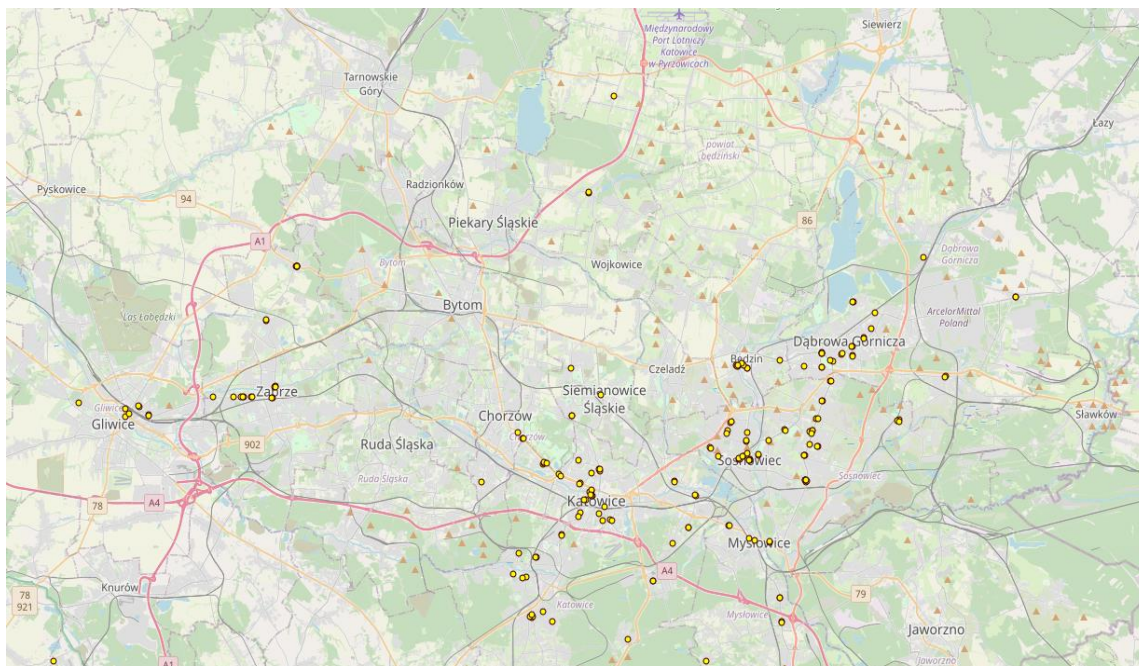 Siewierz
Międzynarodowy
Port Lotniczy
Katowice
w Pyrzowicach
Tarnowskie
Góry
Łazy
powiat
będziński
Radzionków
Pyskowice
94
Piekary Śląskie
86
A1
Bytom
Wojkowice
Dąbrowa
Górnicza
Bytom
Las Łabędzki
ArcelorMittal
Poland
Dąbrowa Górnicza
Będzin
Czeladź
Zabrze
Siemianowice
Śląskie
Gliwice
Gliwice
Chorzów
Chorzów
Sławków
902
Ruda Śląska
Ruda Śląska
Sosnowiec
Sosnowiec
A4
78
Katowice
Mysłowice
A4
Knurów
78
921
79
Katowice
Mysłowice
Jaworzno
Jaworzno
A1